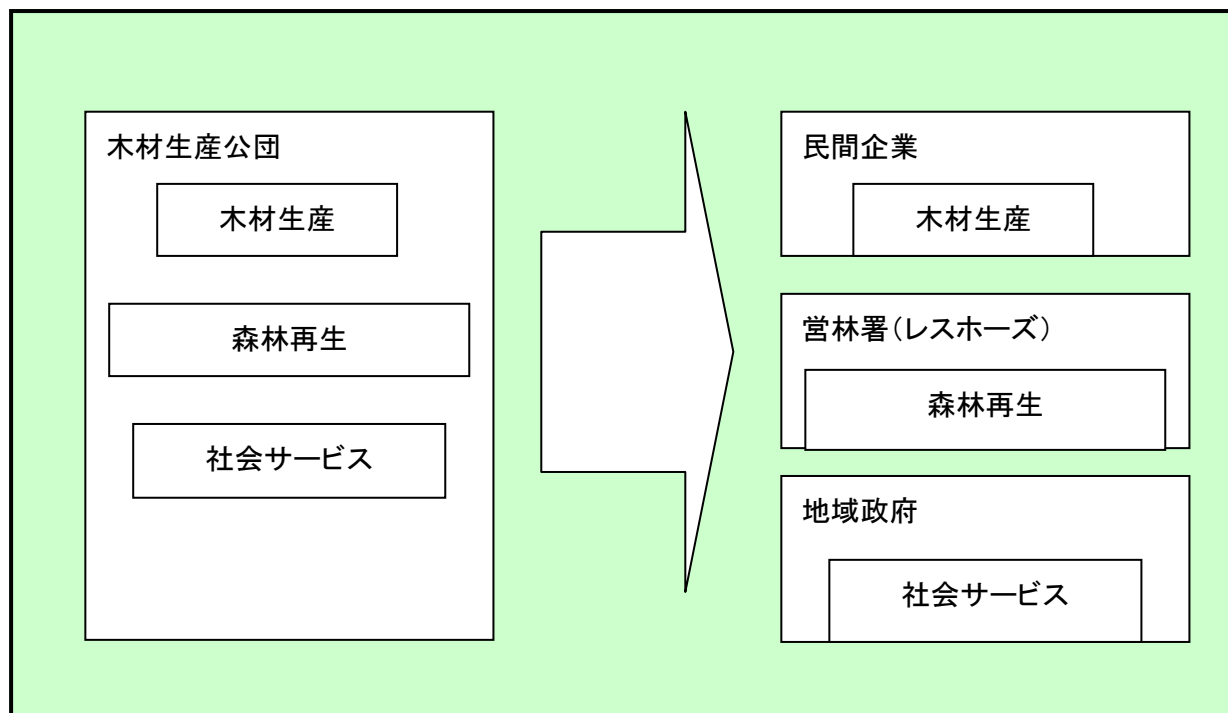 木材生産公団
木材生産
森林再生
社会サービス
民間企業
木材生産
営林署(レスホーズ)
森林再生
地域政府
社会サービス